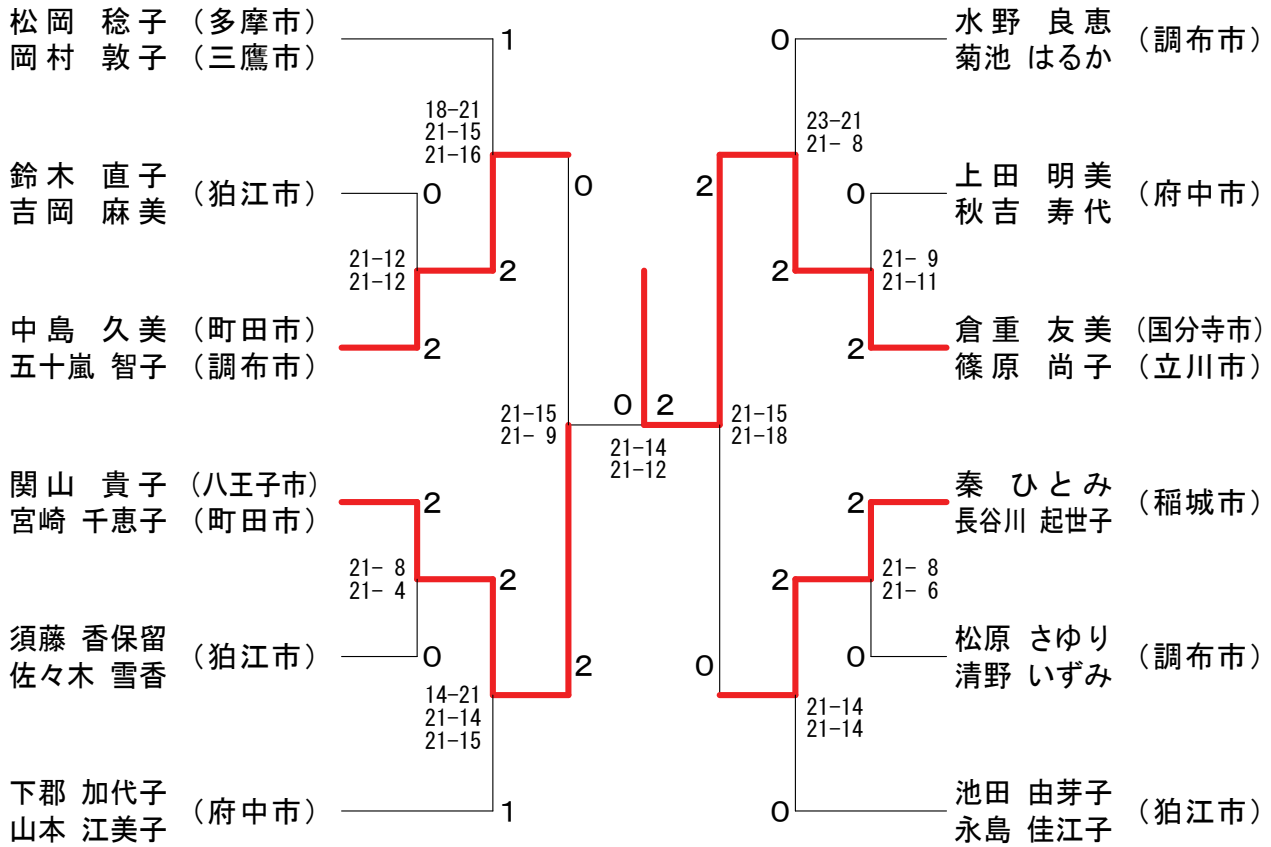 松岡 稔子 (多摩市)
岡村 敦子 (三鷹市)
1
18-21
21-15
21-16
鈴木 直子
吉岡 麻美
(狛江市)
0
0
21-12
21-12
2
中島 久美 (町田市)
五十嵐 智子 (調布市)
2
21-15
21- 9
関山 貴子 (八王子市)
宮崎 千恵子 (町田市)
2
21- 8
21- 4
2
須藤 香保留
佐々木 雪香
(狛江市)
0
2
14-21
21-14
21-15
下郡 加代子
山本 江美子
(府中市)
1
0 2
21-14
21-12
0
水野 良恵
菊池 はるか
(調布市)
23-21
21- 8
2
0
上田 明美
秋吉 寿代
(府中市)
2
21- 9
21-11
2
倉重 友美 (国分寺市)
篠原 尚子 (立川市)
21-15
21-18
2
秦 ひとみ
長谷川 起世子
(稲城市)
2
21- 8
21- 6
0
0
松原 さゆり
清野 いずみ
(調布市)
21-14
21-14
0
池田 由芽子
永島 佳江子
(狛江市)